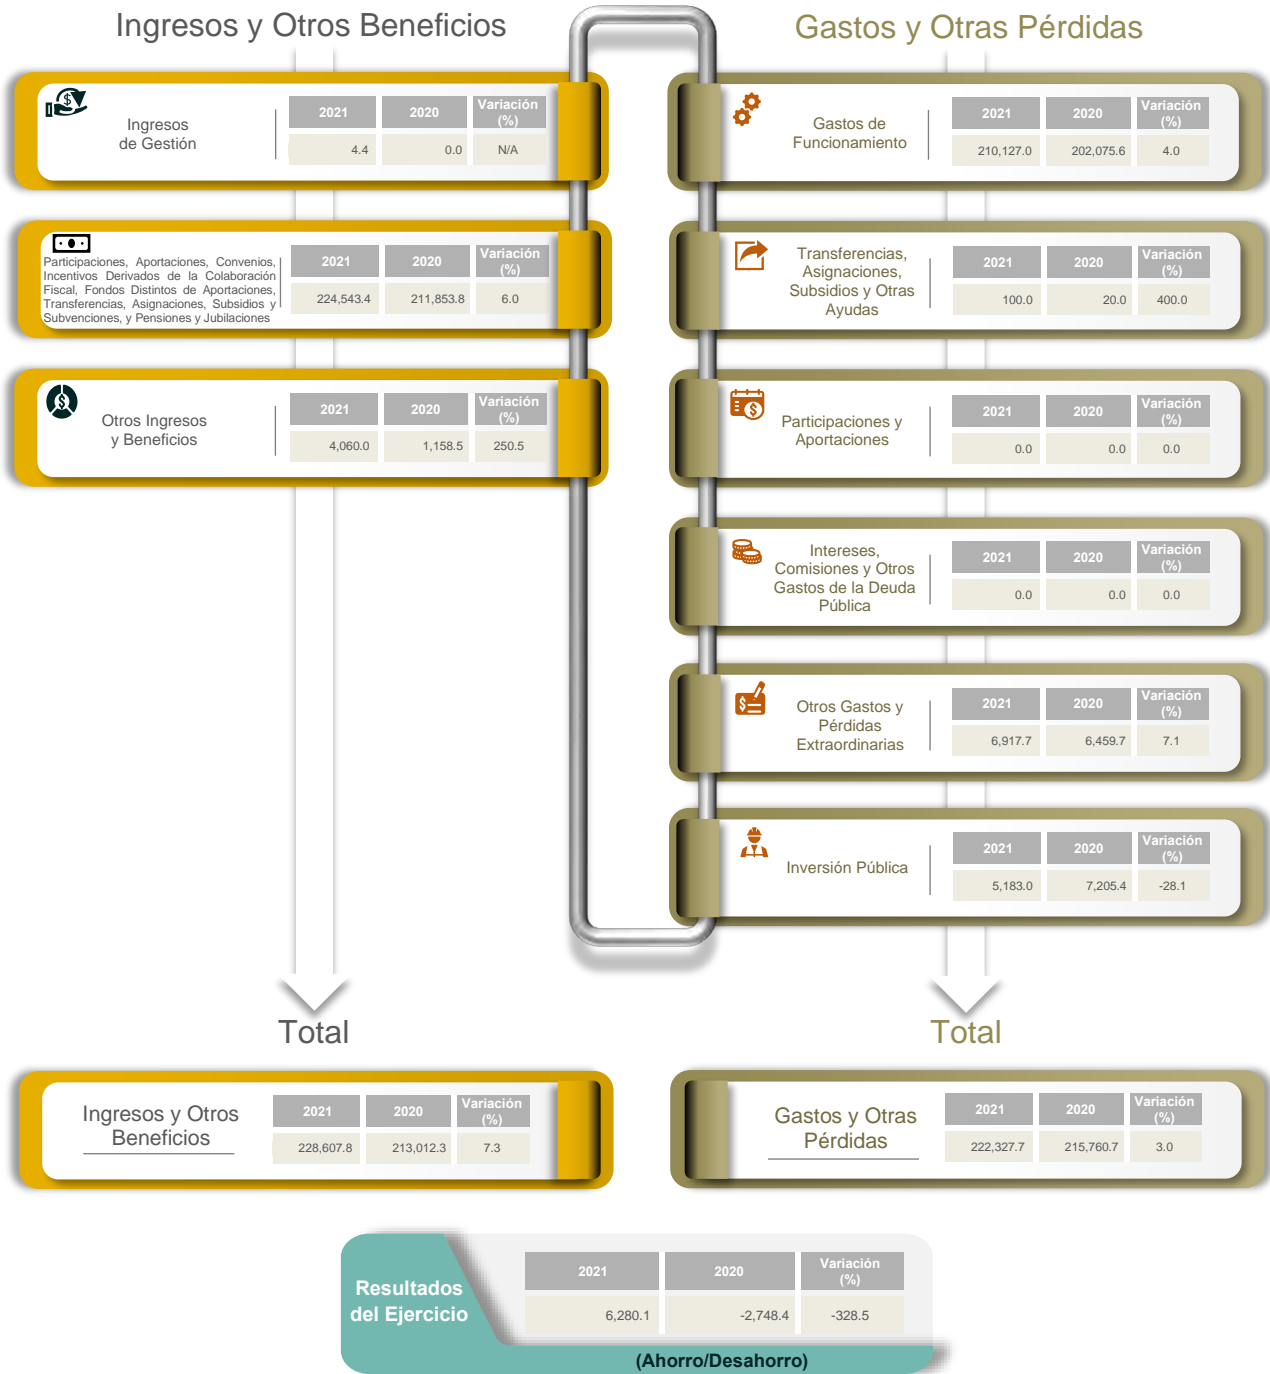 Ingresos y Otros Beneficios
Ingresos
de Gestión
2021 2020 Variación (%)
4.4 0.0 N/A
Participaciones, Aportaciones, Convenios,
Incentivos Derivados de la Colaboración
Fiscal, Fondos Distintos de Aportaciones,
Transferencias, Asignaciones, Subsidios y
Subvenciones, y Pensiones y Jubilaciones
2021 2020 Variación (%)
224,543.4 211,853.8 6.0
Otros Ingresos
y Beneficios
2021 2020 Variación (%)
4,060.0 1,158.5 250.5
Total
Ingresos y Otros
Beneficios
2021 2020 Variación (%)
228,607.8 213,012.3 7.3
Gastos y Otras Pérdidas
Gastos de
Funcionamiento
2021 2020 Variación (%)
210,127.0 202,075.6 4.0
Transferencias,
Asignaciones,
Subsidios y Otras
Ayudas
2021 2020 Variación (%)
100.0 20.0 400.0
Participaciones y
Aportaciones
2021 2020 Variación (%)
0.0 0.0 0.0
Intereses,
Comisiones y Otros
Gastos de la Deuda
Pública
2021 2020 Variación (%)
0.0 0.0 0.0
Otros Gastos y
Pérdidas
Extraordinarias
2021 2020 Variación (%)
6,917.7 6,459.7 7.1
Inversión Pública
2021 2020 Variación (%)
5,183.0 7,205.4 -28.1
Total
Gastos y Otras
Pérdidas
2021 2020 Variación (%)
222,327.7 215,760.7 3.0
Resultados
del Ejercicio
2021 2020 Variación (%)
6,280.1 -2,748.4 -328.5
(Ahorro/Desahorro)